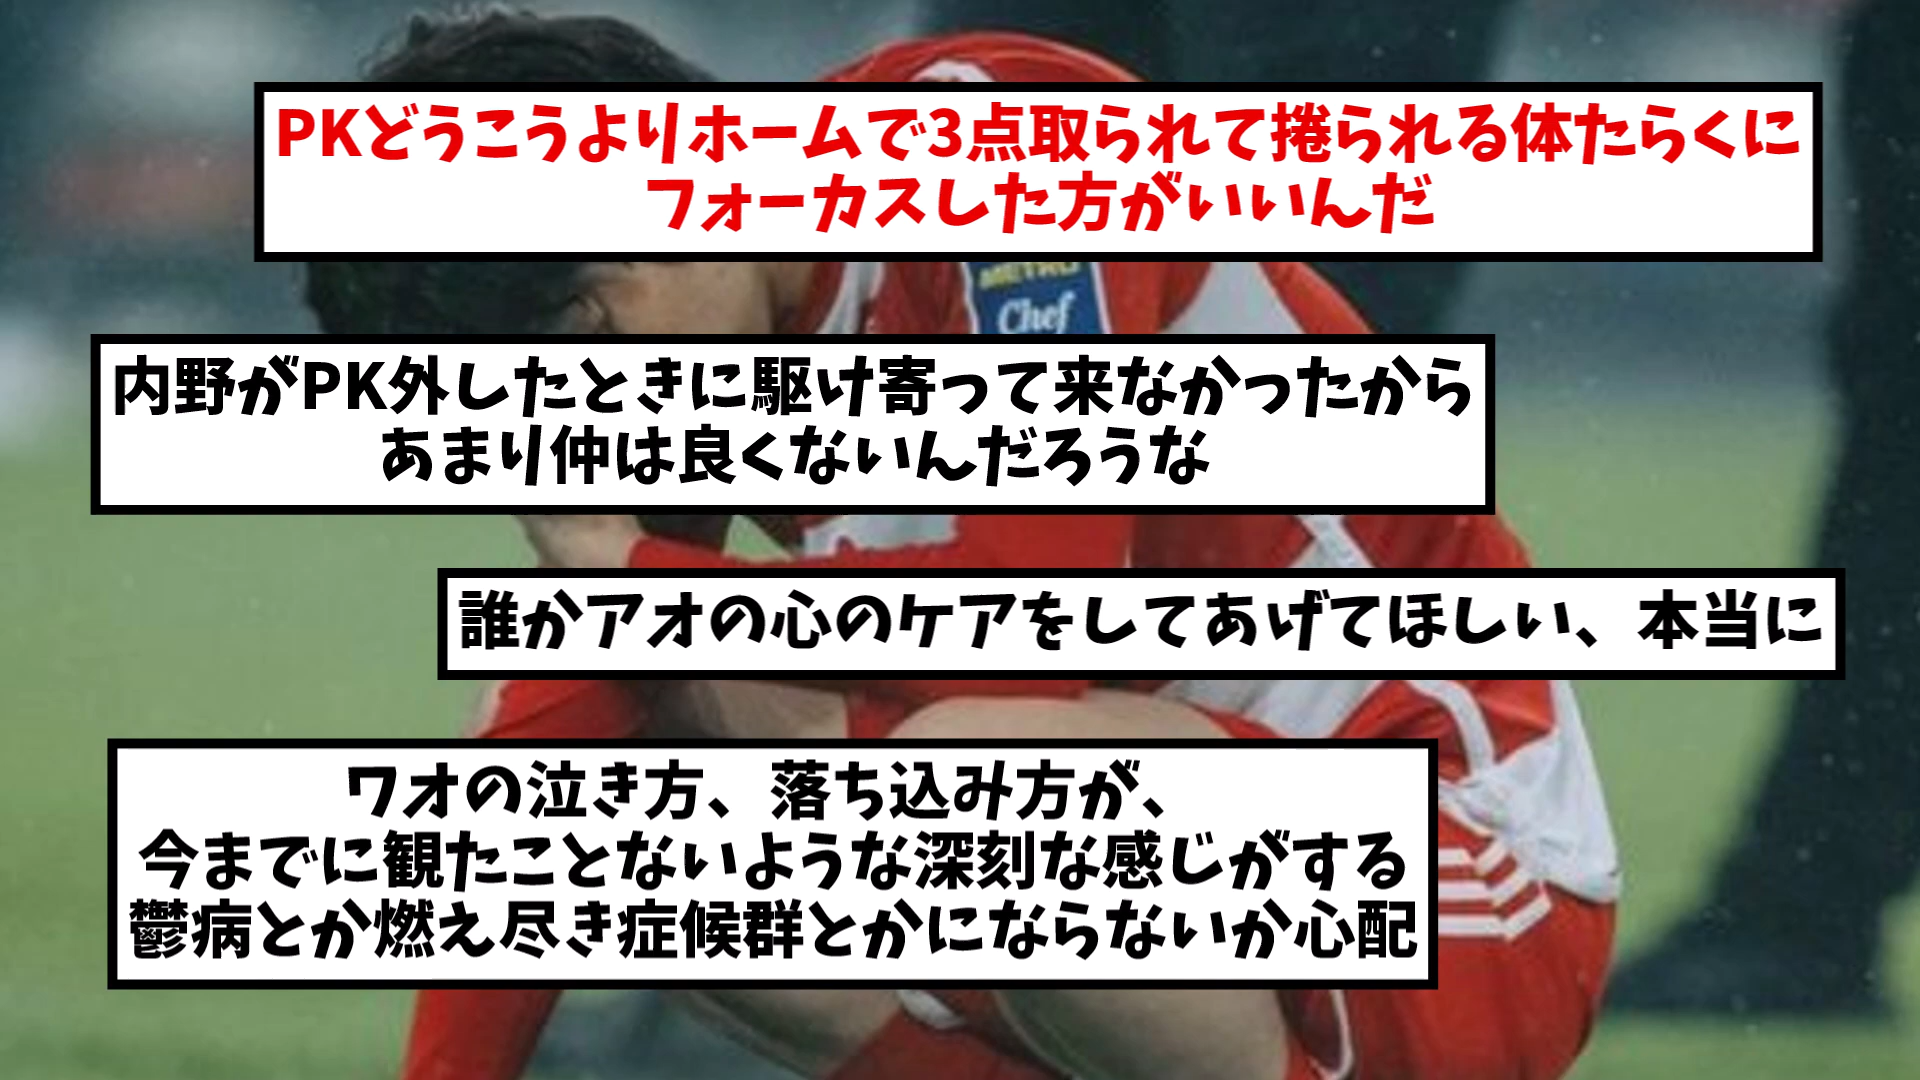 PKどうこうよりホームで3点取られて捲られる体たらくに
フォーカスした方がいいんだ
METRO
Chef
内野がPK外したときに駆け寄って来なかったから
あまり仲は良くないんだろうな
誰かアオの心のケアをしてあげてほしい、本当に
ワオの泣き方、落ち込み方が、
今までに観たことないような深刻な感じがする
鬱病とか燃え尽き症候群とかにならないか心配